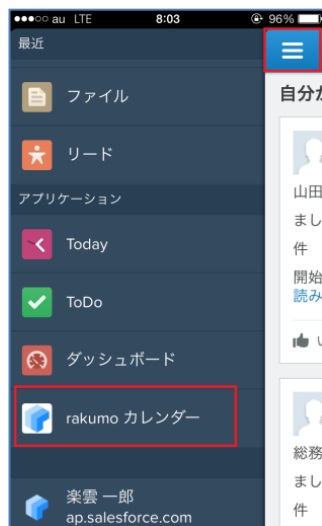 au LTE 8:03 96%
最近
自分が
ファイル
リード
アプリケーション
山田
まし
Today
件
開始
読み
ToDo
ダッシュボード
rakumo カレンダー
総務
まし
楽雲 一郎
件
ap.salesforce.com